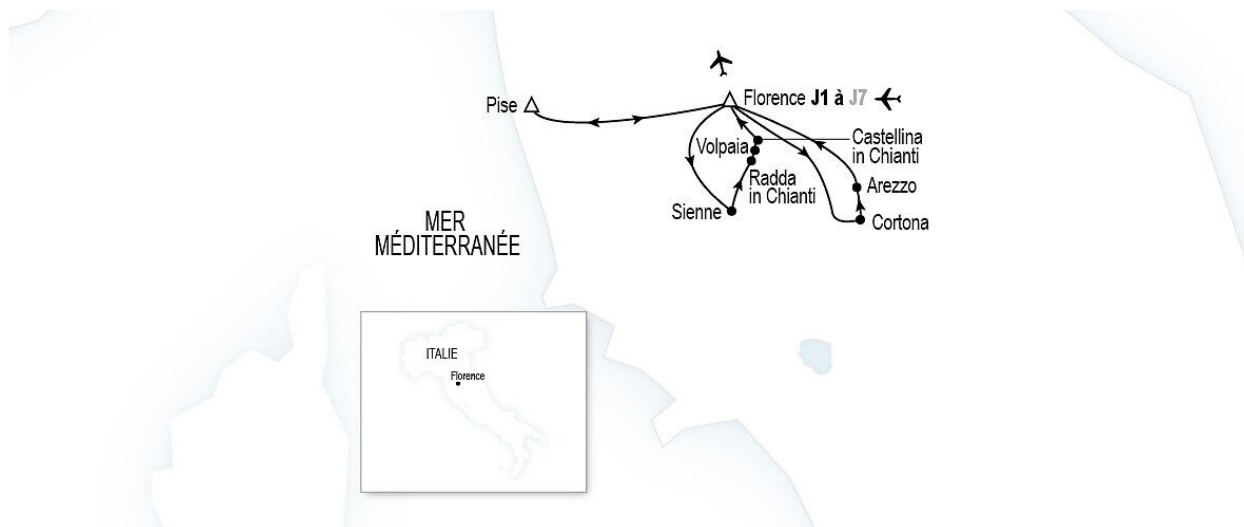 Pise
Florence J1 à J7
Volpaia
Castellina
in Chianti
Radda
in Chianti
Arezzo
Sienne
Cortona
MER
MÉDITERRANÉE
ITALIE
Florence